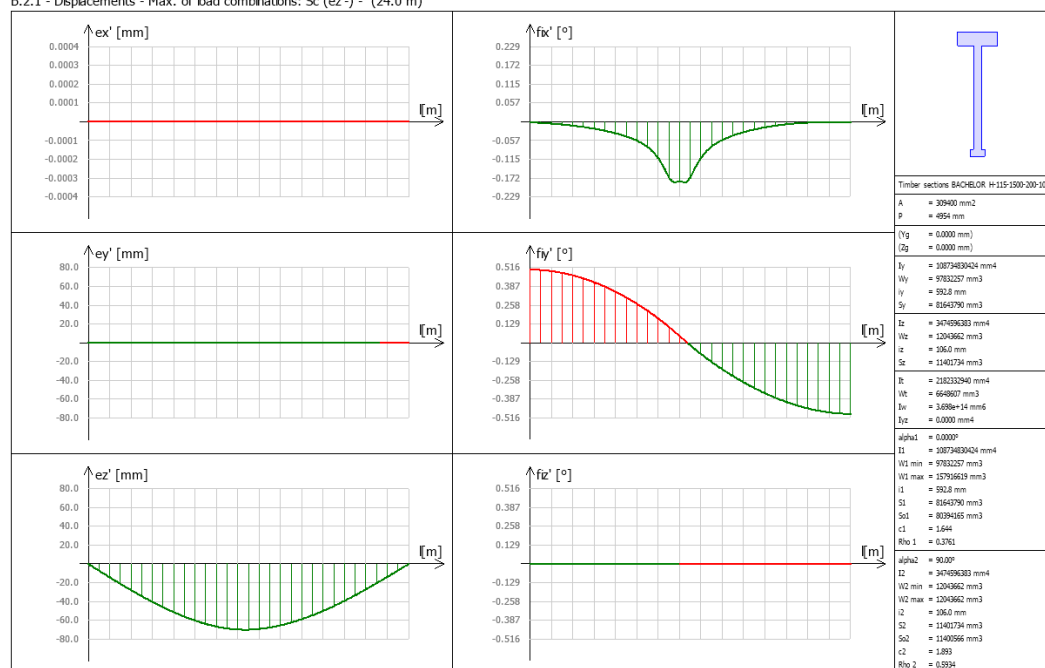 B.2.1 - Displacements - Max. of load combinations: Sc (ez-) - (24.0 m)
ex' [mm]
0.0004
0.0003
0.0002
0.0001
l[m]
-0.0001
-0.0002
-0.0003
-0.0004
fix' [°]
0.229
0.172
0.115
0.057
l[m]
-0.057
-0.115
-0.172
-0.229
ey' [mm]
80.0
60.0
40.0
20.0
l[m]
-20.0
-40.0
-60.0
-80.0
fiy' [°]
0.516
0.387
0.258
0.129
l[m]
-0.129
-0.258
-0.387
-0.516
ez' [mm]
80.0
60.0
40.0
20.0
l[m]
-20.0
-40.0
-60.0
-80.0
fiz' [°]
0.516
0.387
0.258
0.129
l[m]
-0.129
-0.258
-0.387
-0.516
Timber sections BACHELOR H-115-1500-200-10
A = 309400 mm2
P = 4954 mm
(Yg = 0.0000 mm)
(Zg = 0.0000 mm)
Iy = 108734830424 mm4
Wy = 97832257 mm3
iy = 592.8 mm
Sy = 81643790 mm3
Iz = 3474596383 mm4
Wz = 12043662 mm3
iz = 106.0 mm
Sz = 11401734 mm3
It = 2182332940 mm4
Wt = 6648607 mm3
Iw = 3.698e+14 mm6
Iyz = 0.0000 mm4
alpha1 = 0.0000°
I1 = 108734830424 mm4
W1 min = 97832257 mm3
W1 max = 157916619 mm3
i1 = 592.8 mm
S1 = 81643790 mm3
So1 = 80394165 mm3
c1 = 1.644
Rho 1 = 0.3761
alpha2 = 90.00°
I2 = 3474596383 mm4
W2 min = 12043662 mm3
W2 max = 12043662 mm3
i2 = 106.0 mm
S2 = 11401734 mm3
So2 = 11400566 mm3
c2 = 1.893
Rho 2 = 0.5934